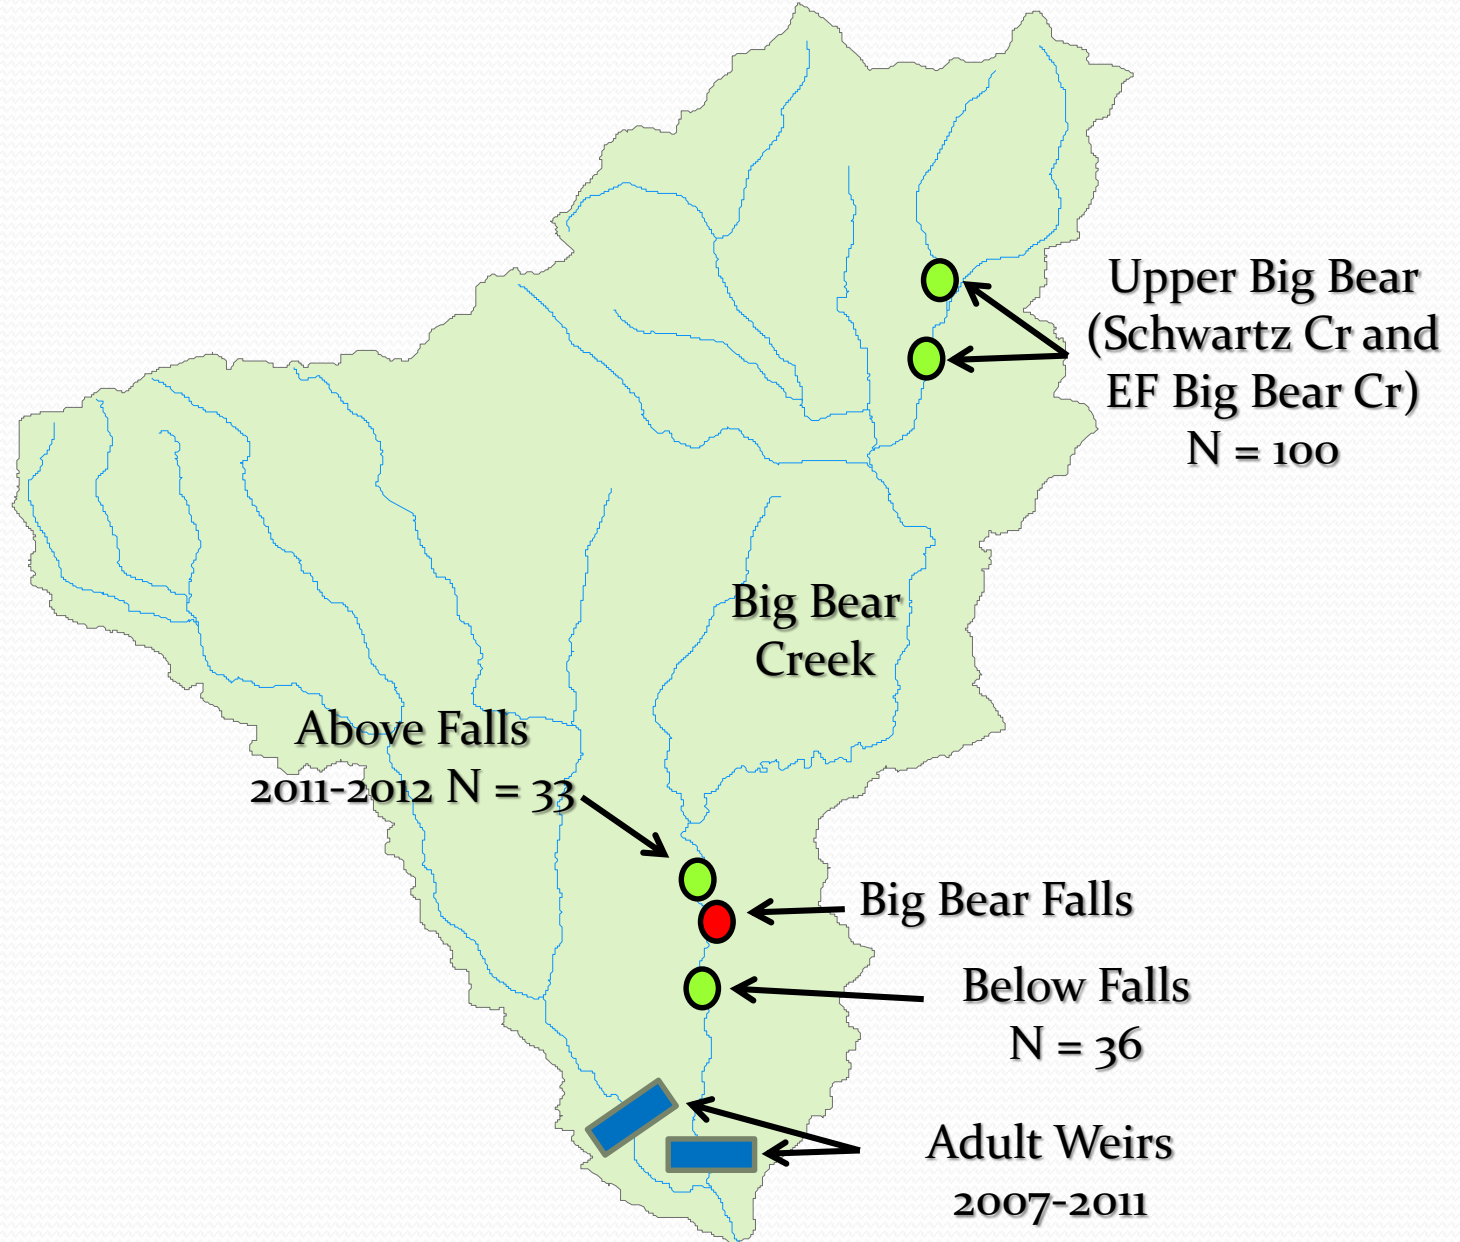 Upper Big Bear
(Schwartz Cr and
EF Big Bear Cr)
N = 100
Big Bear
Creek
Above Falls
2011-2012 N = 33
Big Bear Falls
Below Falls
N = 36
Adult Weirs
2007-2011